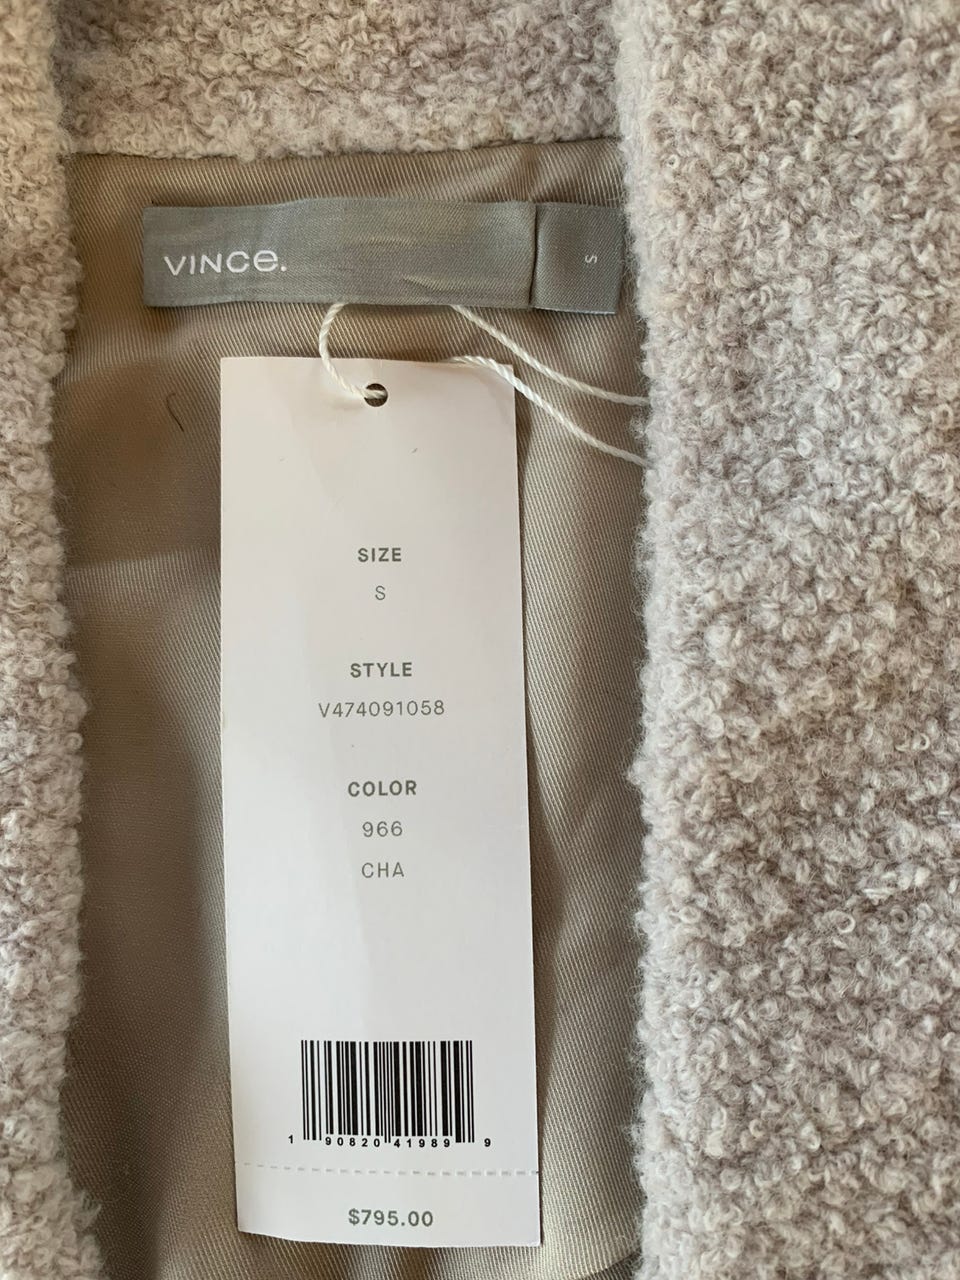 VINCe.
S
SIZE
S
STYLE
V474091058
COLOR
966
CHA
1 90820 41989 9
$795.00